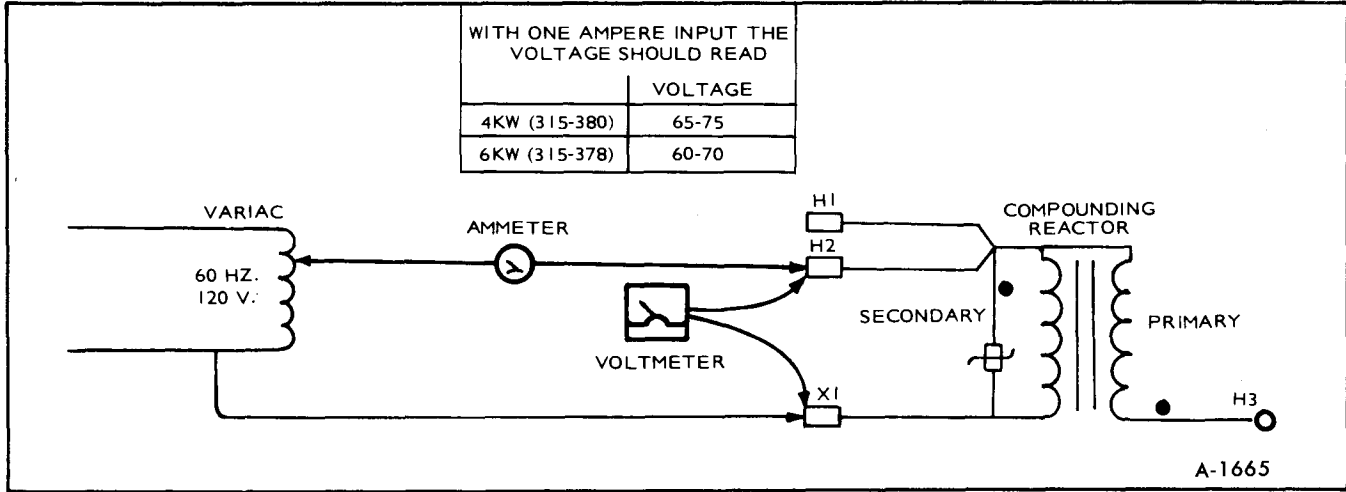 WITH ONE AMPERE INPUT THE
VOLTAGE SHOULD READ
VOLTAGE
4KW (315-380) 65-75
6KW (315-378) 60-70
VARIAC
60 HZ.
120 V.
AMMETER
VOLTMETER
H1
H2
X1
COMPOUNDING
REACTOR
SECONDARY
PRIMARY
H3
A-1665